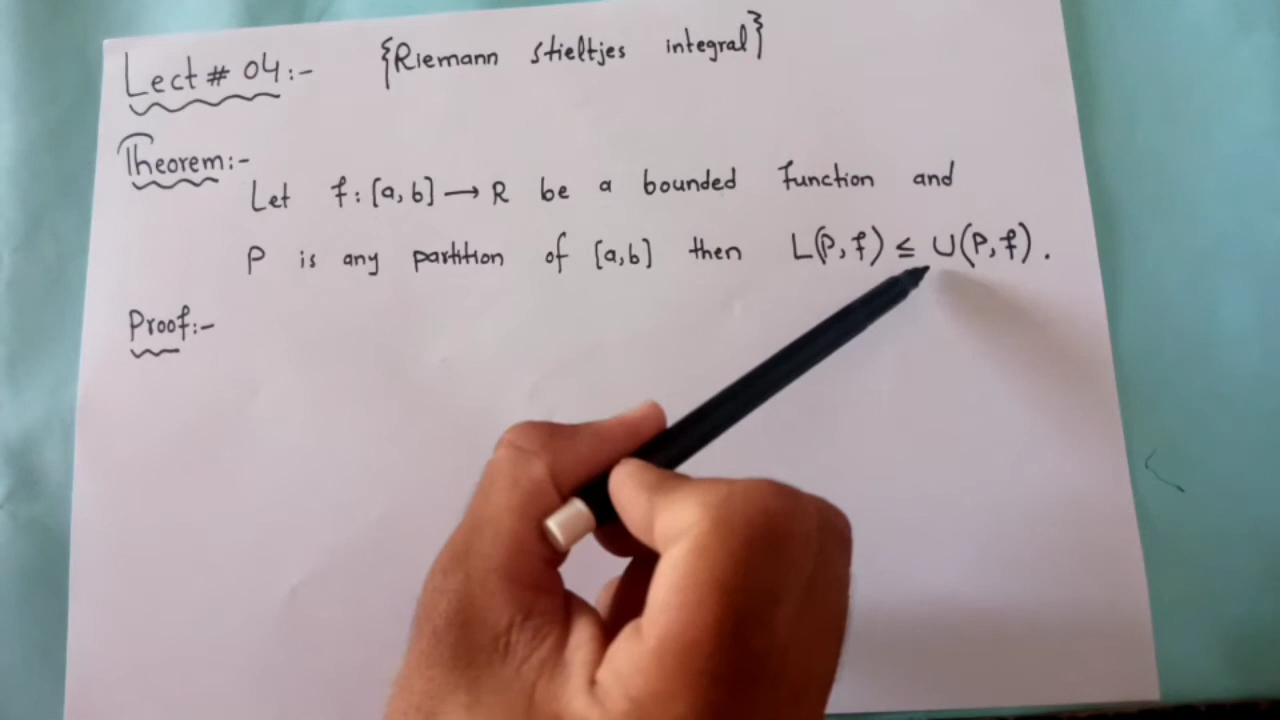 Lect # 04:- {Riemann stieltjes integral}
Theorem:-
Let f: [a, b] → R be a bounded function and
P is any partition of [a,b] then L(P, f) ≤ U(P, f).
Proof:-